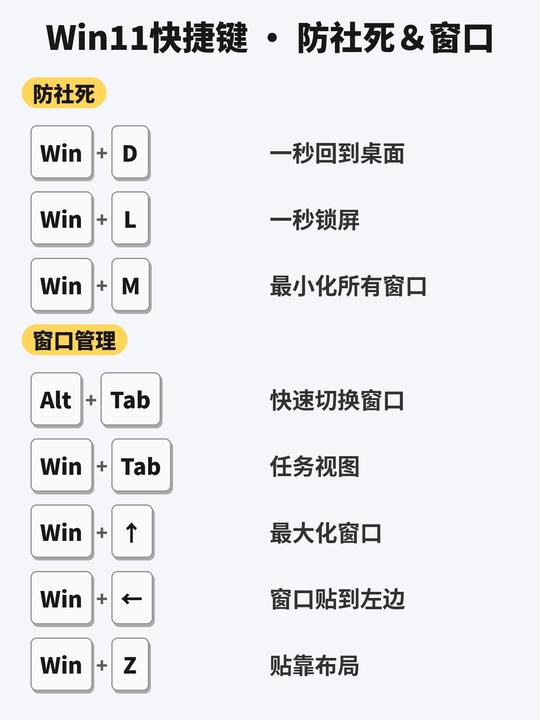 Win11快捷键 · 防社死＆窗口
防社死
Win + D 一秒回到桌面
Win + L 一秒锁屏
Win + M 最小化所有窗口
窗口管理
Alt + Tab 快速切换窗口
Win + Tab 任务视图
Win + ↑ 最大化窗口
Win + ← 窗口贴到左边
Win + Z 贴靠布局